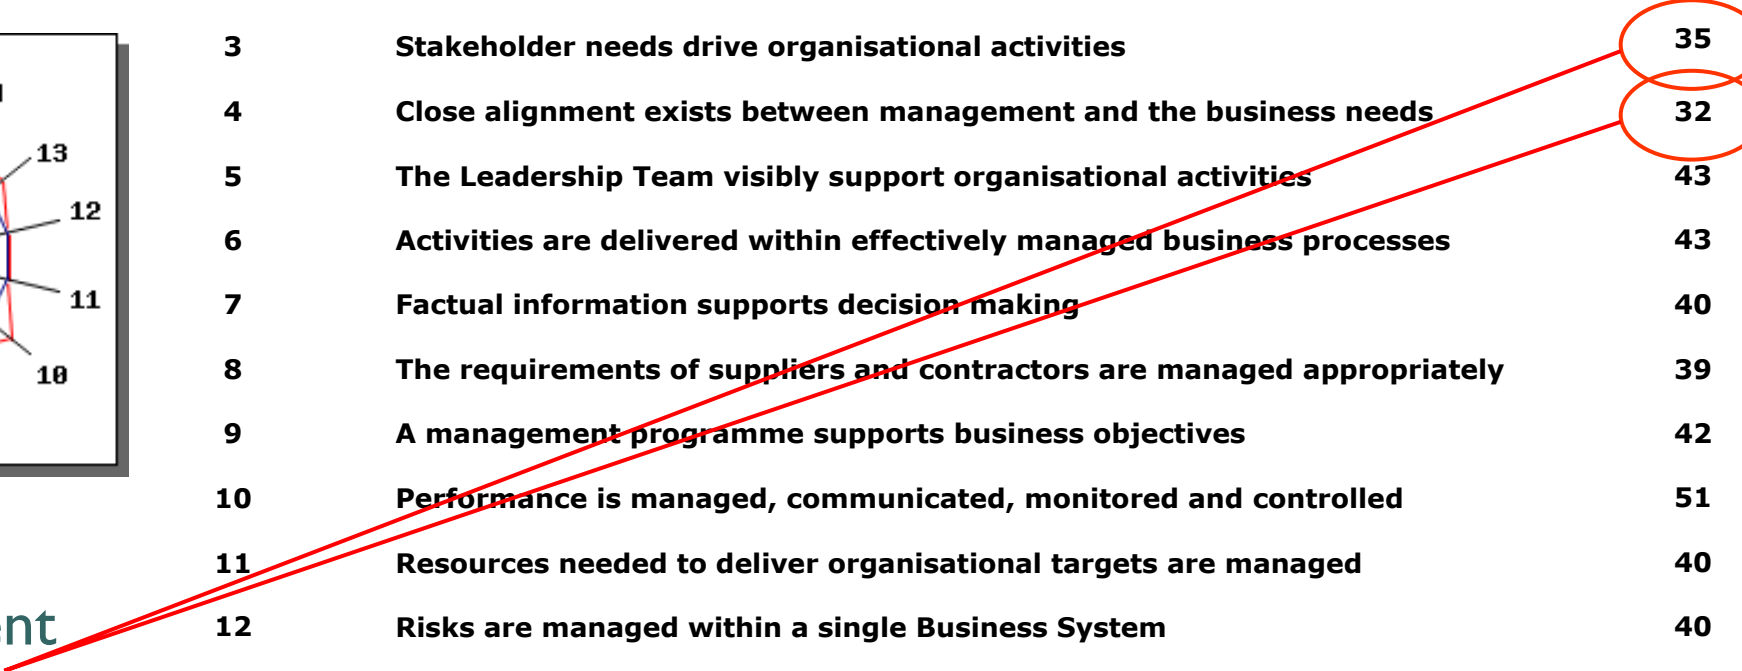 3 Stakeholder needs drive organisational activities 35
4 Close alignment exists between management and the business needs 32
5 The Leadership Team visibly support organisational activities 43
6 Activities are delivered within effectively managed business processes 43
7 Factual information supports decision making 40
8 The requirements of suppliers and contractors are managed appropriately 39
9 A management programme supports business objectives 42
10 Performance is managed, communicated, monitored and controlled 51
11 Resources needed to deliver organisational targets are managed 40
12 Risks are managed within a single Business System 40
13
12
11
10